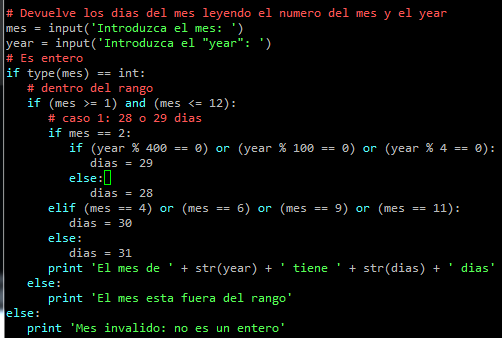 # Devuelve los dias del mes leyendo el numero del mes y el year
mes = input('Introduzca el mes: ')
year = input('Introduzca el "year": ')
# Es entero
if type(mes) == int:
# dentro del rango
if (mes >= 1) and (mes <= 12):
# caso 1: 28 o 29 dias
if mes == 2:
if (year % 400 == 0) or (year % 100 == 0) or (year % 4 == 0):
dias = 29
else:
dias = 28
elif (mes == 4) or (mes == 6) or (mes == 9) or (mes == 11):
dias = 30
else:
dias = 31
print 'El mes de ' + str(year) + ' tiene ' + str(dias) + ' dias'
else:
print 'El mes esta fuera del rango'
else:
print 'Mes invalido: no es un entero'